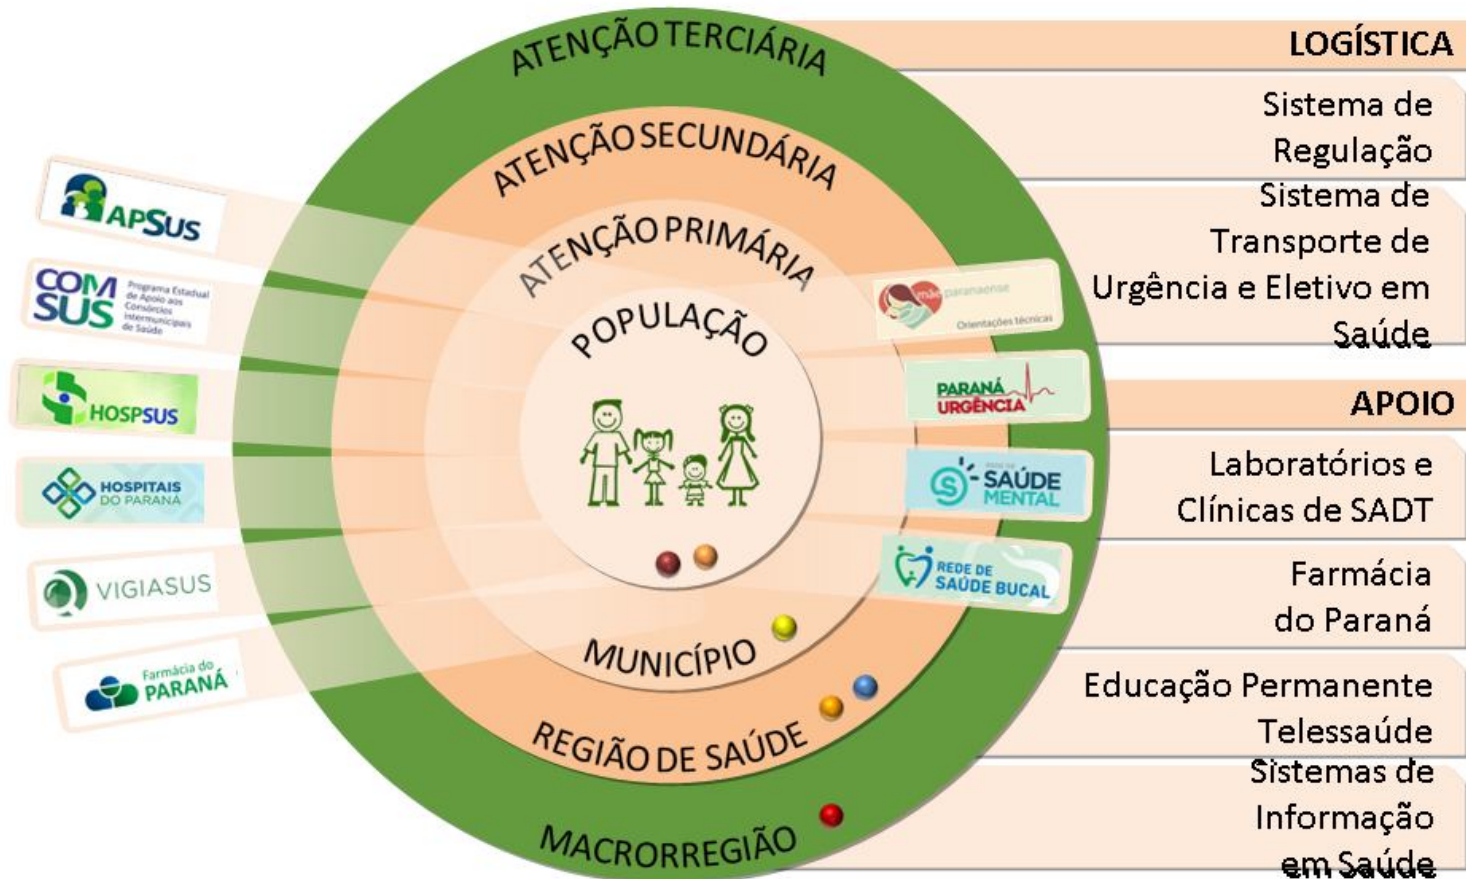 ATENÇÃO TERCIÁRIA
ATENÇÃO SECUNDÁRIA
ATENÇÃO PRIMÁRIA
POPULAÇÃO
MUNICÍPIO
REGIÃO DE SAÚDE
MACRORREGIÃO
APSUS
COMSUS
Programa Estadual
de Apoio aos
Consórcios
Intermunicipais
de Saúde
HOSPSUS
HOSPITAIS
DO PARANÁ
VIGIASUS
Farmácia do
PARANÁ
mãe paranaense
Orientações técnicas
PARANÁ
URGÊNCIA
REDE DE
SAÚDE
MENTAL
REDE DE
SAÚDE BUCAL
LOGÍSTICA
Sistema de
Regulação
Sistema de
Transporte de
Urgência e Eletivo em
Saúde
APOIO
Laboratórios e
Clínicas de SADT
Farmácia
do Paraná
Educação Permanente
Telessaúde
Sistemas de
Informação
em Saúde